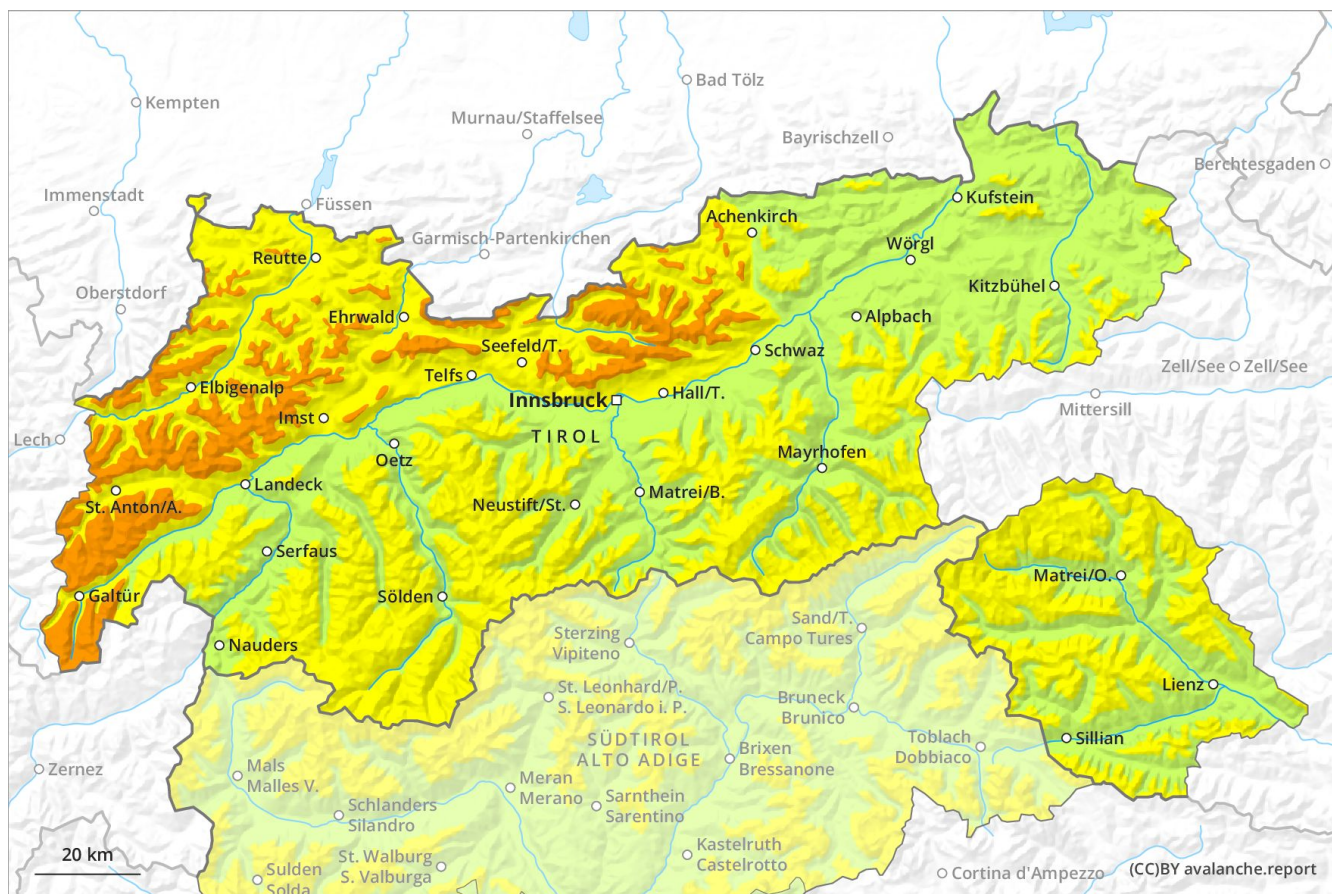 Kempten
Bad Tölz
Murnau/Staffelsee
Bayrischzell
Berchtesgaden
Immenstadt
Füssen
Kufstein
Achenkirch
Garmisch-Partenkirchen
Wörgl
Reutte
Oberstdorf
Kitzbühel
Ehrwald
Alpbach
Seefeld/T.
Schwaz
Telfs
Zell/See
Zell/See
Elbigenalp
Hall/T.
Innsbruck
Mittersill
Imst
Lech
TIROL
Oetz
Mayrhofen
Landeck
Matrei/B.
St. Anton/A.
Neustift/St.
Serfaus
Matrei/O.
Galtür
Sölden
Sand/T.
Campo Tures
Sterzing
Vipiteno
Nauders
Lienz
St. Leonhard/P.
S. Leonardo i. P.
Bruneck
Brunico
Sillian
SÜDTIROL
ALTO ADIGE
Toblach
Dobbiaco
Brixen
Bressanone
Zernez
Mals
Malles V.
Meran
Merano
Sarnthein
Sarentino
Schlanders
Silandro
Kastelruth
Castelrotto
20 km
St. Walburg
S. Valburga
Sulden
Solda
Cortina d'Ampezzo
(CC)BY avalanche.report